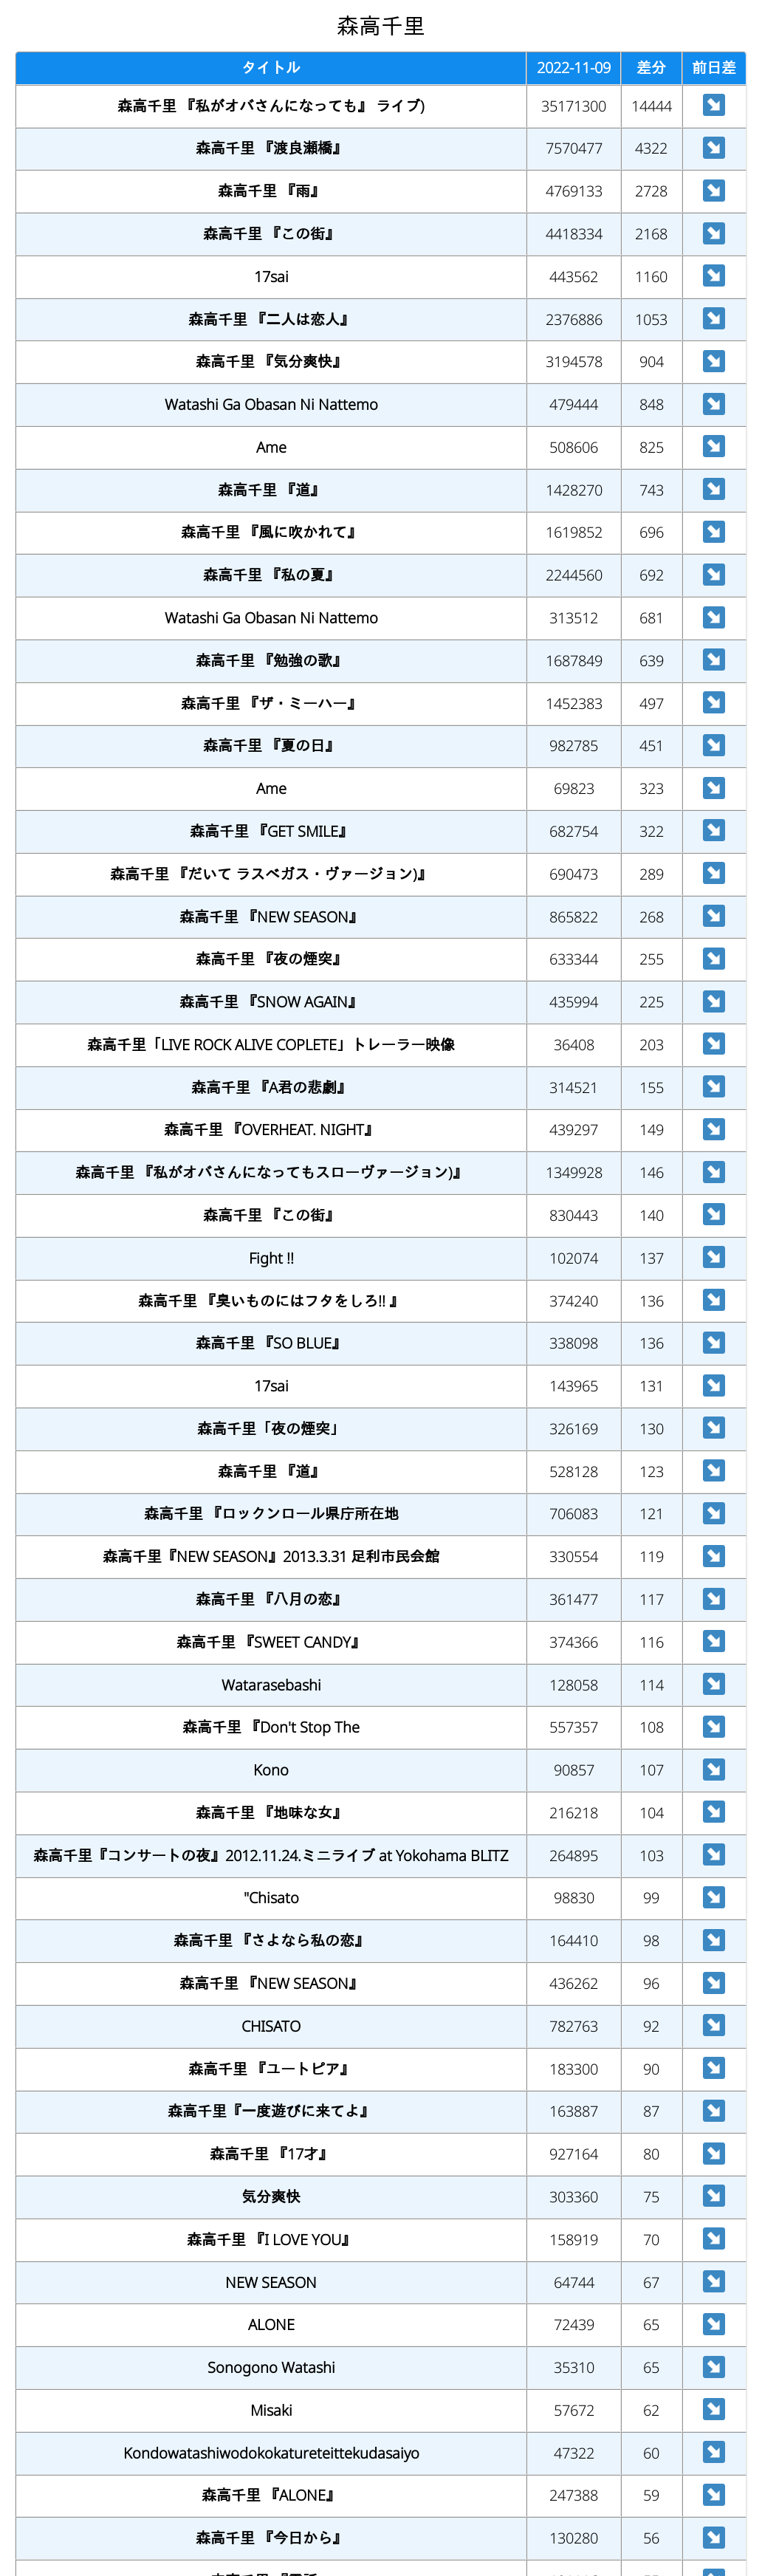 森高千里
タイトル 2022-11-09 差分 前日差
森高千里 『私がオバさんになっても』 ライブ) 35171300 14444
森高千里 『渡良瀬橋』 7570477 4322
森高千里 『雨』 4769133 2728
森高千里 『この街』 4418334 2168
17sai 443562 1160
森高千里 『二人は恋人』 2376886 1053
森高千里 『気分爽快』 3194578 904
Watashi Ga Obasan Ni Nattemo 479444 848
Ame 508606 825
森高千里 『道』 1428270 743
森高千里 『風に吹かれて』 1619852 696
森高千里 『私の夏』 2244560 692
Watashi Ga Obasan Ni Nattemo 313512 681
森高千里 『勉強の歌』 1687849 639
森高千里 『ザ・ミーハー』 1452383 497
森高千里 『夏の日』 982785 451
Ame 69823 323
森高千里 『GET SMILE』 682754 322
森高千里 『だいて ラスベガス・ヴァージョン)』 690473 289
森高千里 『NEW SEASON』 865822 268
森高千里 『夜の煙突』 633344 255
森高千里 『SNOW AGAIN』 435994 225
森高千里「LIVE ROCK ALIVE COPLETE」トレーラー映像 36408 203
森高千里 『A君の悲劇』 314521 155
森高千里 『OVERHEAT. NIGHT』 439297 149
森高千里 『私がオバさんになってもスローヴァージョン)』 1349928 146
森高千里 『この街』 830443 140
Fight !! 102074 137
森高千里 『臭いものにはフタをしろ!! 』 374240 136
森高千里 『SO BLUE』 338098 136
17sai 143965 131
森高千里「夜の煙突」 326169 130
森高千里 『道』 528128 123
森高千里 『ロックンロール県庁所在地 706083 121
森高千里『NEW SEASON』2013.3.31 足利市民会館 330554 119
森高千里 『八月の恋』 361477 117
森高千里 『SWEET CANDY』 374366 116
Watarasebashi 128058 114
森高千里 『Don't Stop The 557357 108
Kono 90857 107
森高千里 『地味な女』 216218 104
森高千里『コンサートの夜』2012.11.24.ミニライブ at Yokohama BLITZ 264895 103
"Chisato 98830 99
森高千里 『さよなら私の恋』 164410 98
森高千里 『NEW SEASON』 436262 96
CHISATO 782763 92
森高千里 『ユートピア』 183300 90
森高千里『一度遊びに来てよ』 163887 87
森高千里 『17才』 927164 80
気分爽快 303360 75
森高千里 『I LOVE YOU』 158919 70
NEW SEASON 64744 67
ALONE 72439 65
Sonogono Watashi 35310 65
Misaki 57672 62
Kondowatashiwodokokatureteittekudasaiyo 47322 60
森高千里 『ALONE』 247388 59
森高千里 『今日から』 130280 56